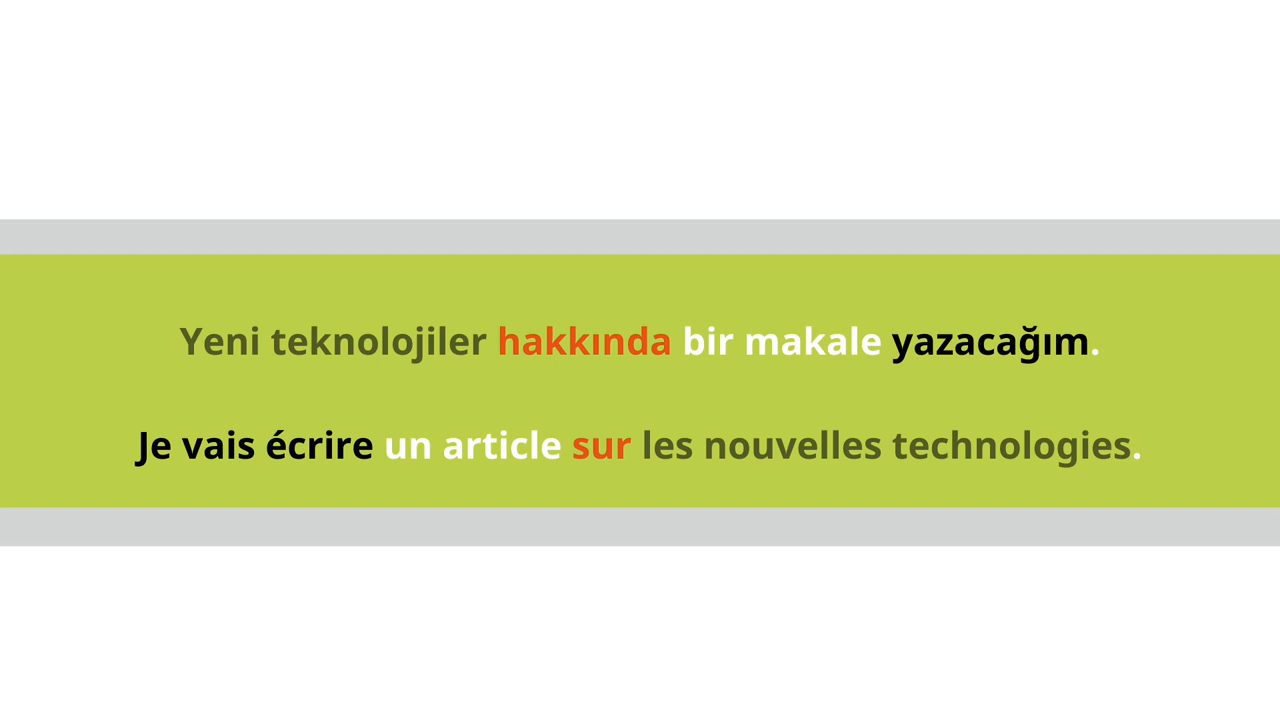 Yeni teknolojiler hakkında bir makale yazacağım.
Je vais écrire un article sur les nouvelles technologies.